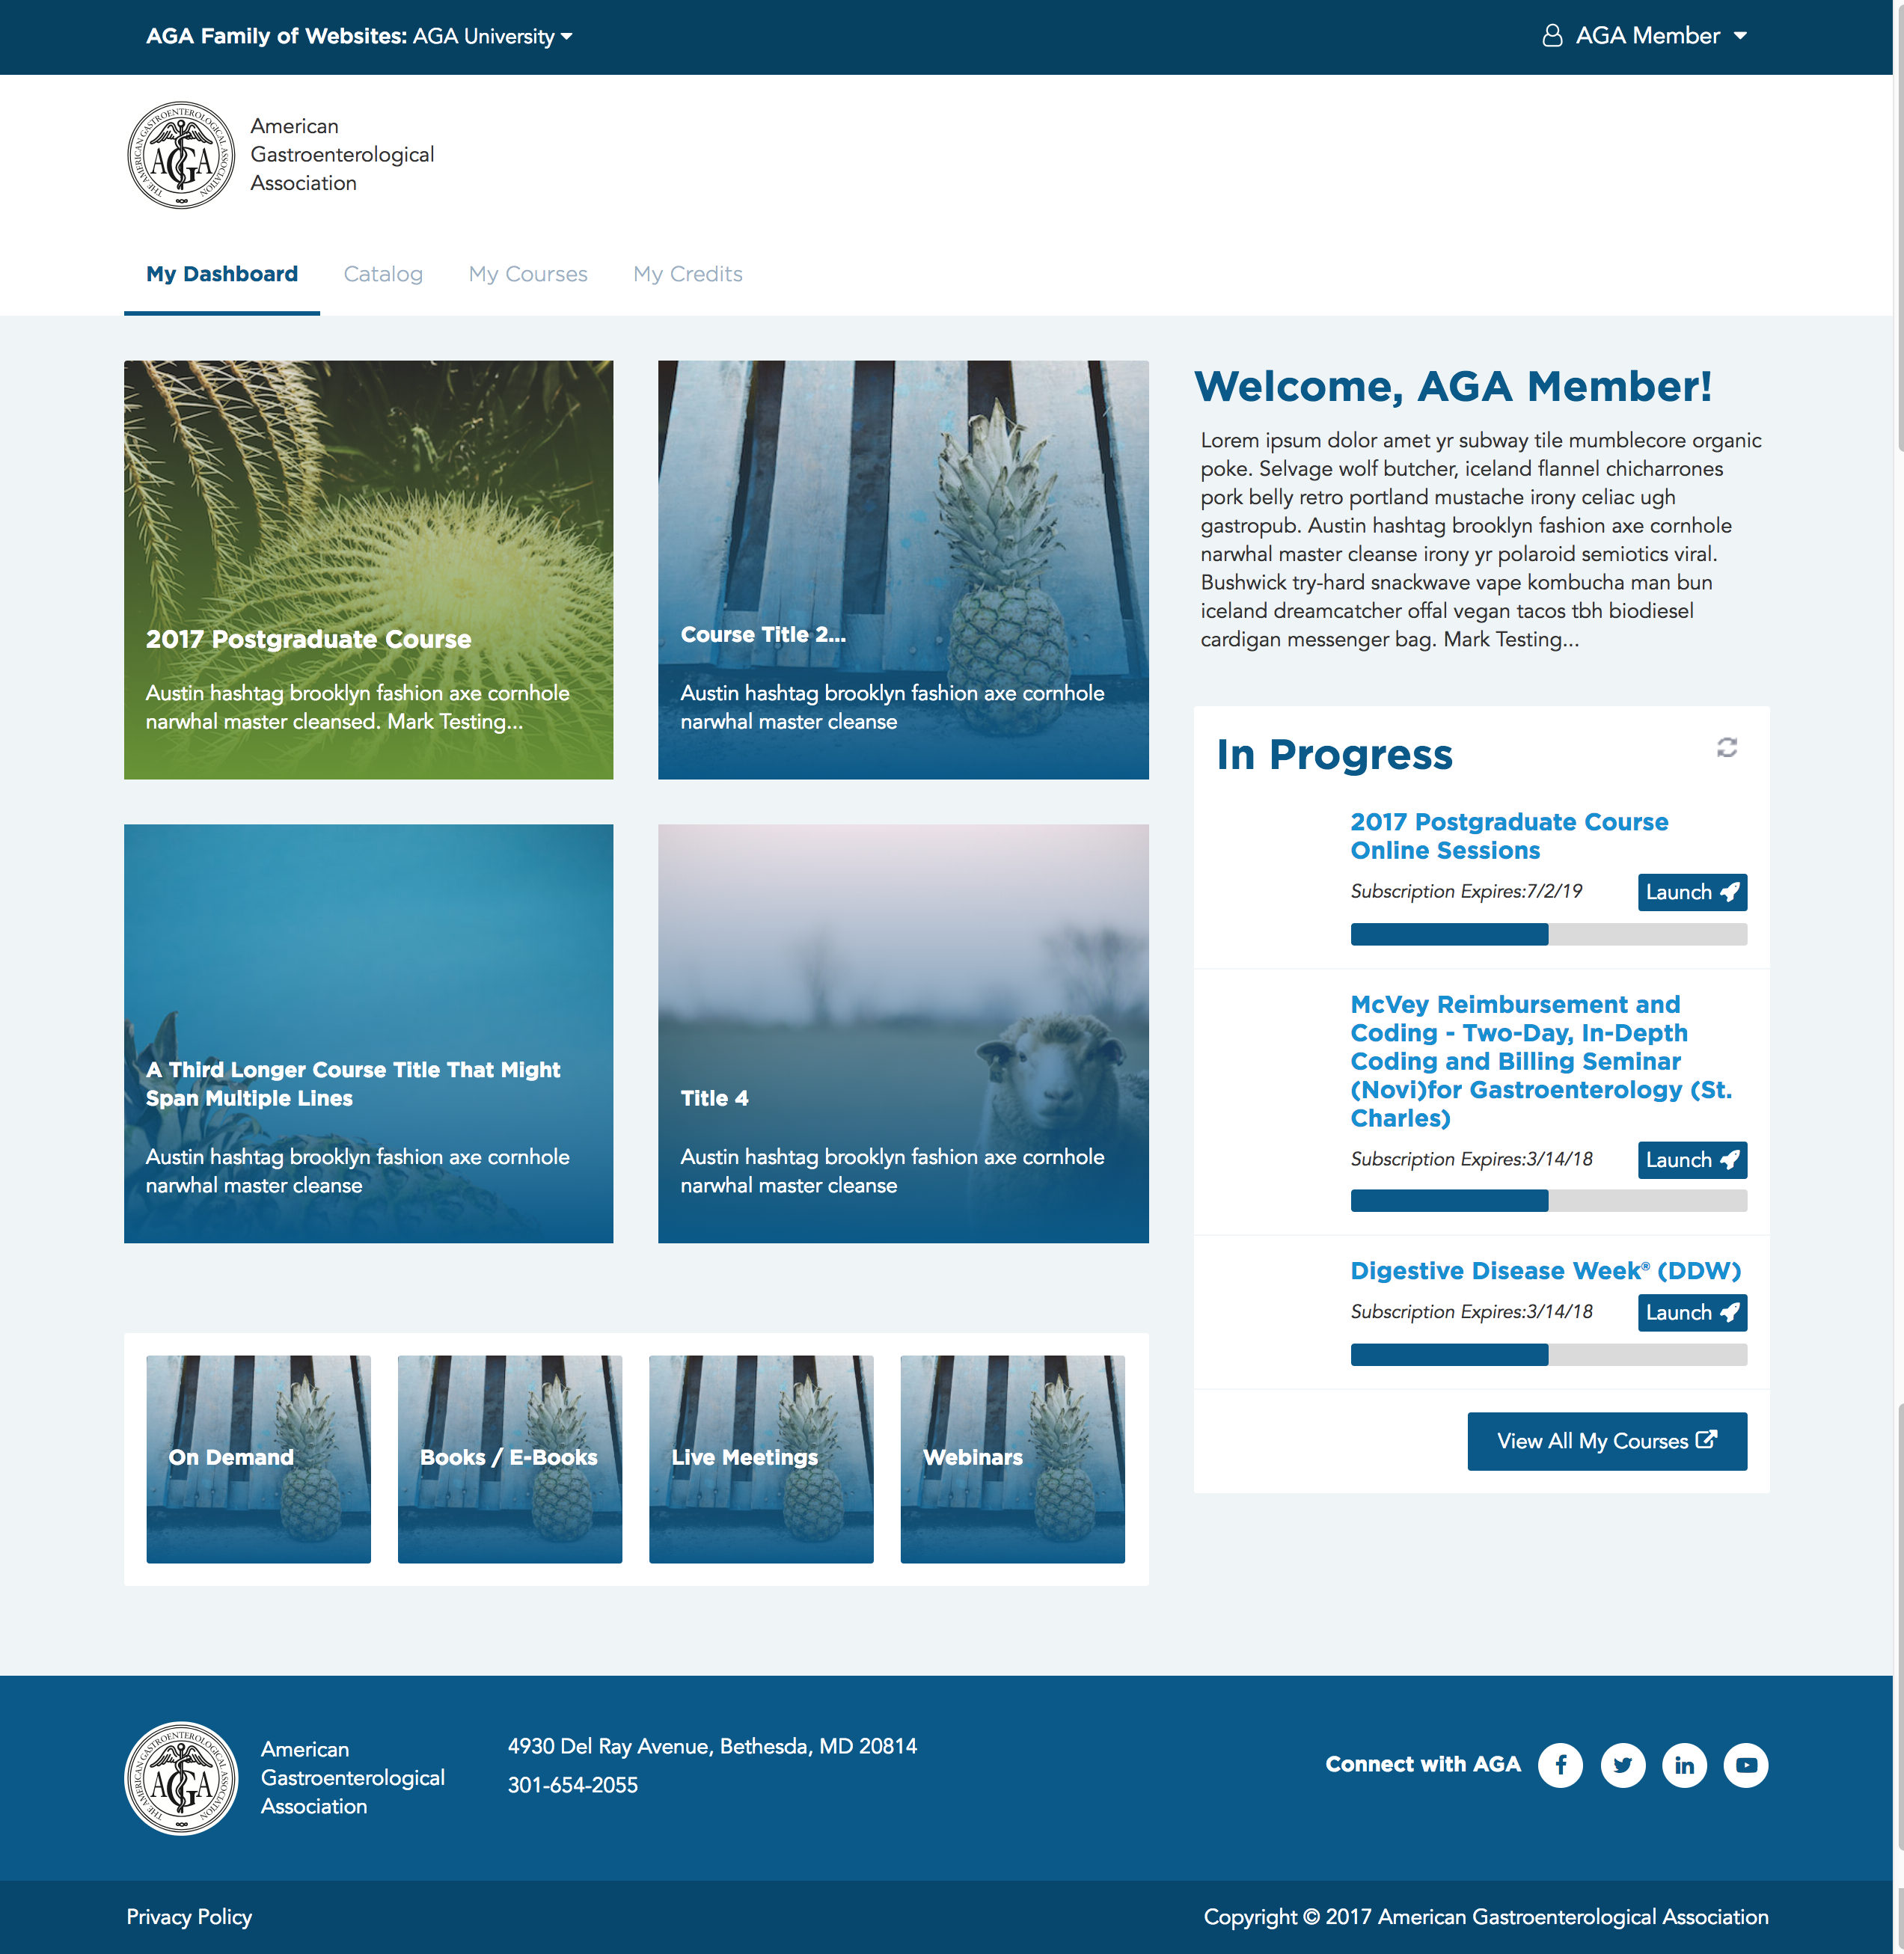 AGA Family of Websites: AGA University
AGA Member
THE AMERICAN GASTROENTEROLOGICAL ASSOCIATION
AGA
American
Gastroenterological
Association
My Dashboard
Catalog
My Courses
My Credits
2017 Postgraduate Course
Austin hashtag brooklyn fashion axe cornhole
narwhal master cleansed. Mark Testing...
Course Title 2...
Austin hashtag brooklyn fashion axe cornhole
narwhal master cleanse
A Third Longer Course Title That Might
Span Multiple Lines
Austin hashtag brooklyn fashion axe cornhole
narwhal master cleanse
Title 4
Austin hashtag brooklyn fashion axe cornhole
narwhal master cleanse
On Demand
Books / E-Books
Live Meetings
Webinars
Welcome, AGA Member!
Lorem ipsum dolor amet yr subway tile mumblecore organic
poke. Selvage wolf butcher, iceland flannel chicharrones
pork belly retro portland mustache irony celiac ugh
gastropub. Austin hashtag brooklyn fashion axe cornhole
narwhal master cleanse irony yr polaroid semiotics viral.
Bushwick try-hard snackwave vape kombucha man bun
iceland dreamcatcher offal vegan tacos tbh biodiesel
cardigan messenger bag. Mark Testing...
In Progress
2017 Postgraduate Course
Online Sessions
Subscription Expires:7/2/19
Launch
McVey Reimbursement and
Coding - Two-Day, In-Depth
Coding and Billing Seminar
(Novi)for Gastroenterology (St.
Charles)
Subscription Expires:3/14/18
Launch
Digestive Disease Week® (DDW)
Subscription Expires:3/14/18
Launch
View All My Courses
THE AMERICAN GASTROENTEROLOGICAL ASSOCIATION
AGA
American
Gastroenterological
Association
4930 Del Ray Avenue, Bethesda, MD 20814
301-654-2055
Connect with AGA
Privacy Policy
Copyright © 2017 American Gastroenterological Association